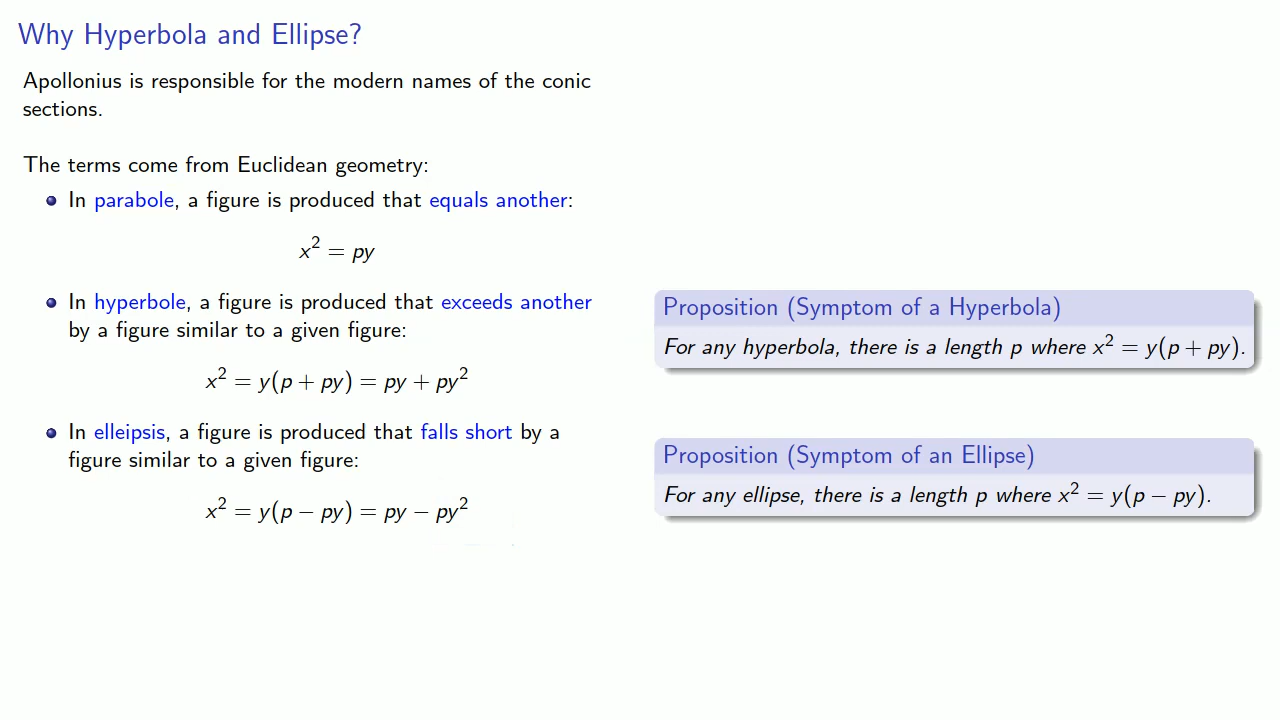 Why Hyperbola and Ellipse?
Apollonius is responsible for the modern names of the conic
sections.
The terms come from Euclidean geometry:
In parabole, a figure is produced that equals another:
x² = py
In hyperbole, a figure is produced that exceeds another
by a figure similar to a given figure:
x² = y(p + py) = py + py²
In elleipsis, a figure is produced that falls short by a
figure similar to a given figure:
x² = y(p − py) = py − py²
Proposition (Symptom of a Hyperbola)
For any hyperbola, there is a length p where x² = y(p + py).
Proposition (Symptom of an Ellipse)
For any ellipse, there is a length p where x² = y(p − py).